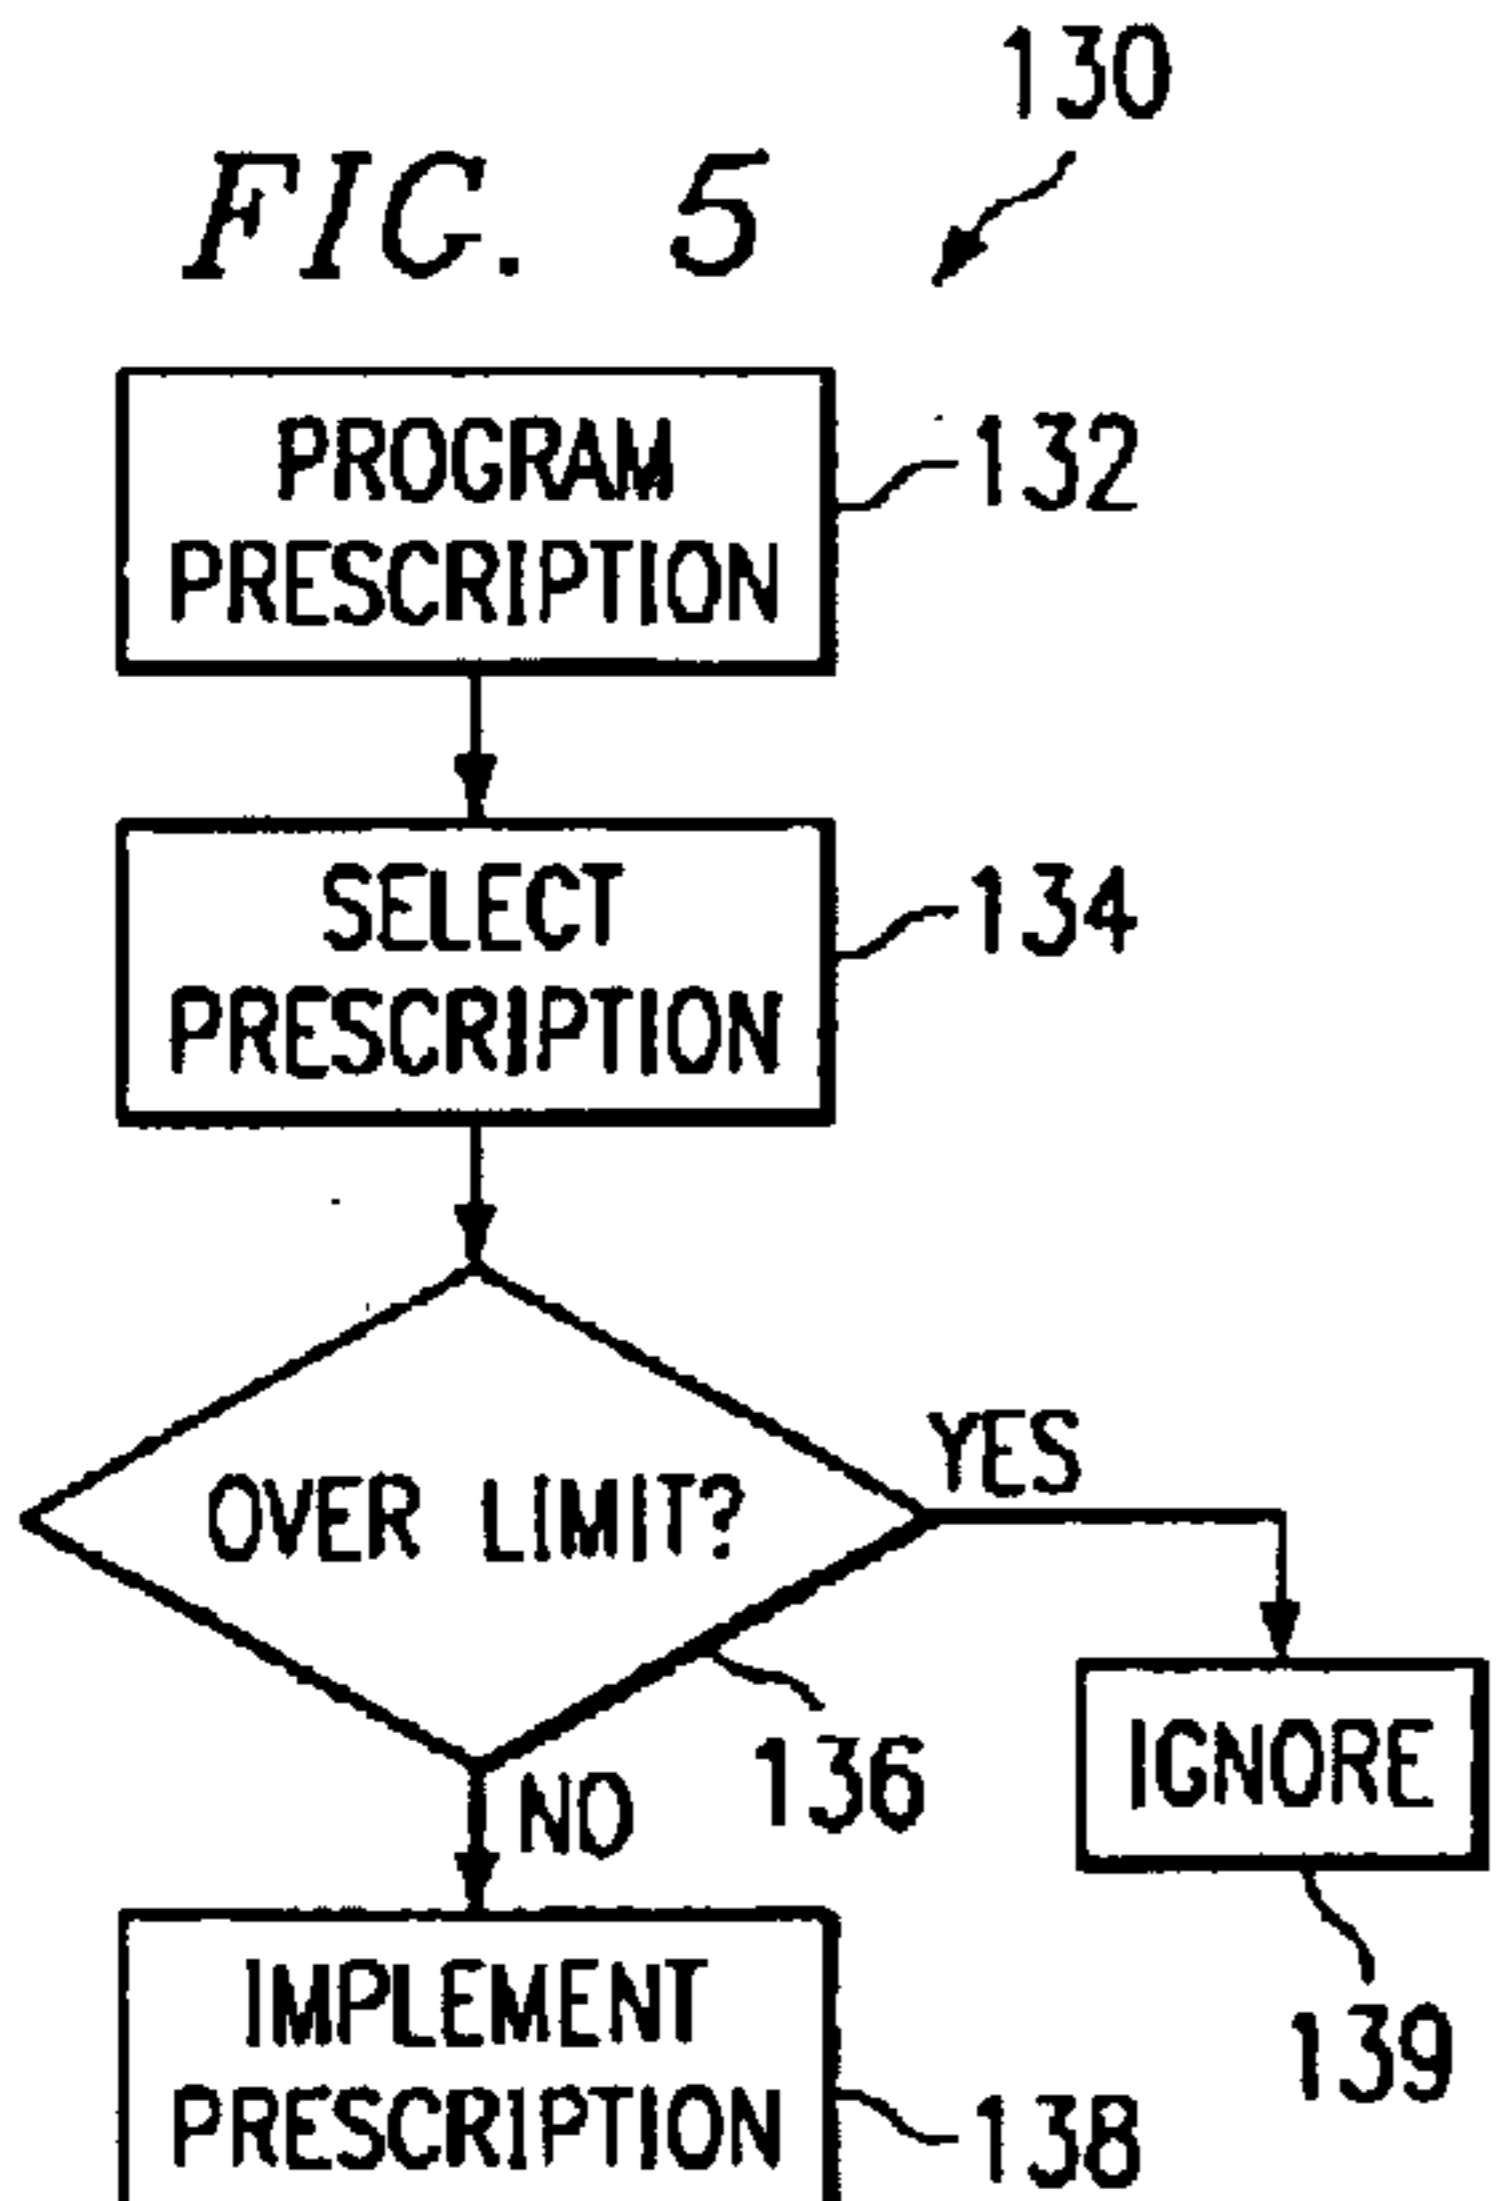 130
FIG. 5
PROGRAM
PRESCRIPTION
132
SELECT
PRESCRIPTION
134
OVER LIMIT?
YES
136
NO
IGNORE
139
IMPLEMENT
PRESCRIPTION
138